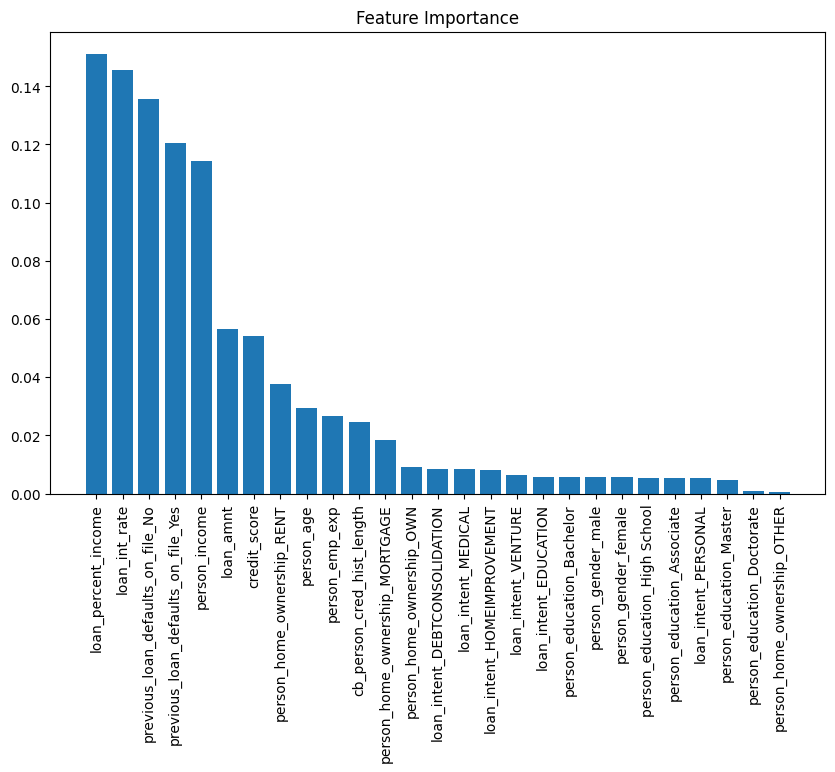 Feature Importance
0.14
0.12
0.10
0.08
0.06
0.04
0.02
0.00
loan_percent_income
loan_int_rate
previous_loan_defaults_on_file_No
previous_loan_defaults_on_file_Yes
person_income
loan_amnt
credit_score
person_home_ownership_RENT
person_age
person_emp_exp
cb_person_cred_hist_length
person_home_ownership_MORTGAGE
person_home_ownership_OWN
loan_intent_DEBTCONSOLIDATION
loan_intent_MEDICAL
loan_intent_HOMEIMPROVEMENT
loan_intent_VENTURE
loan_intent_EDUCATION
person_education_Bachelor
person_gender_male
person_gender_female
person_education_High School
person_education_Associate
loan_intent_PERSONAL
person_education_Master
person_education_Doctorate
person_home_ownership_OTHER